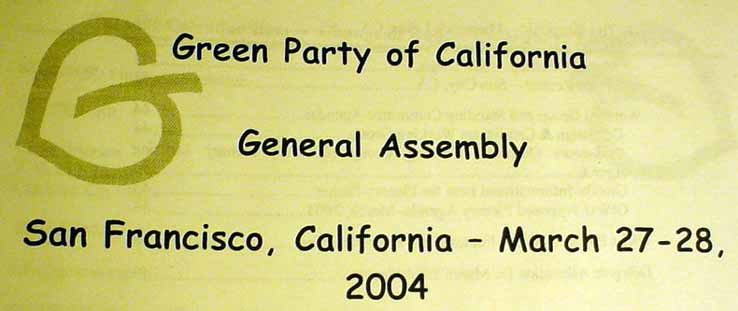 Green Party of California
General Assembly
San Francisco, California - March 27-28,
2004